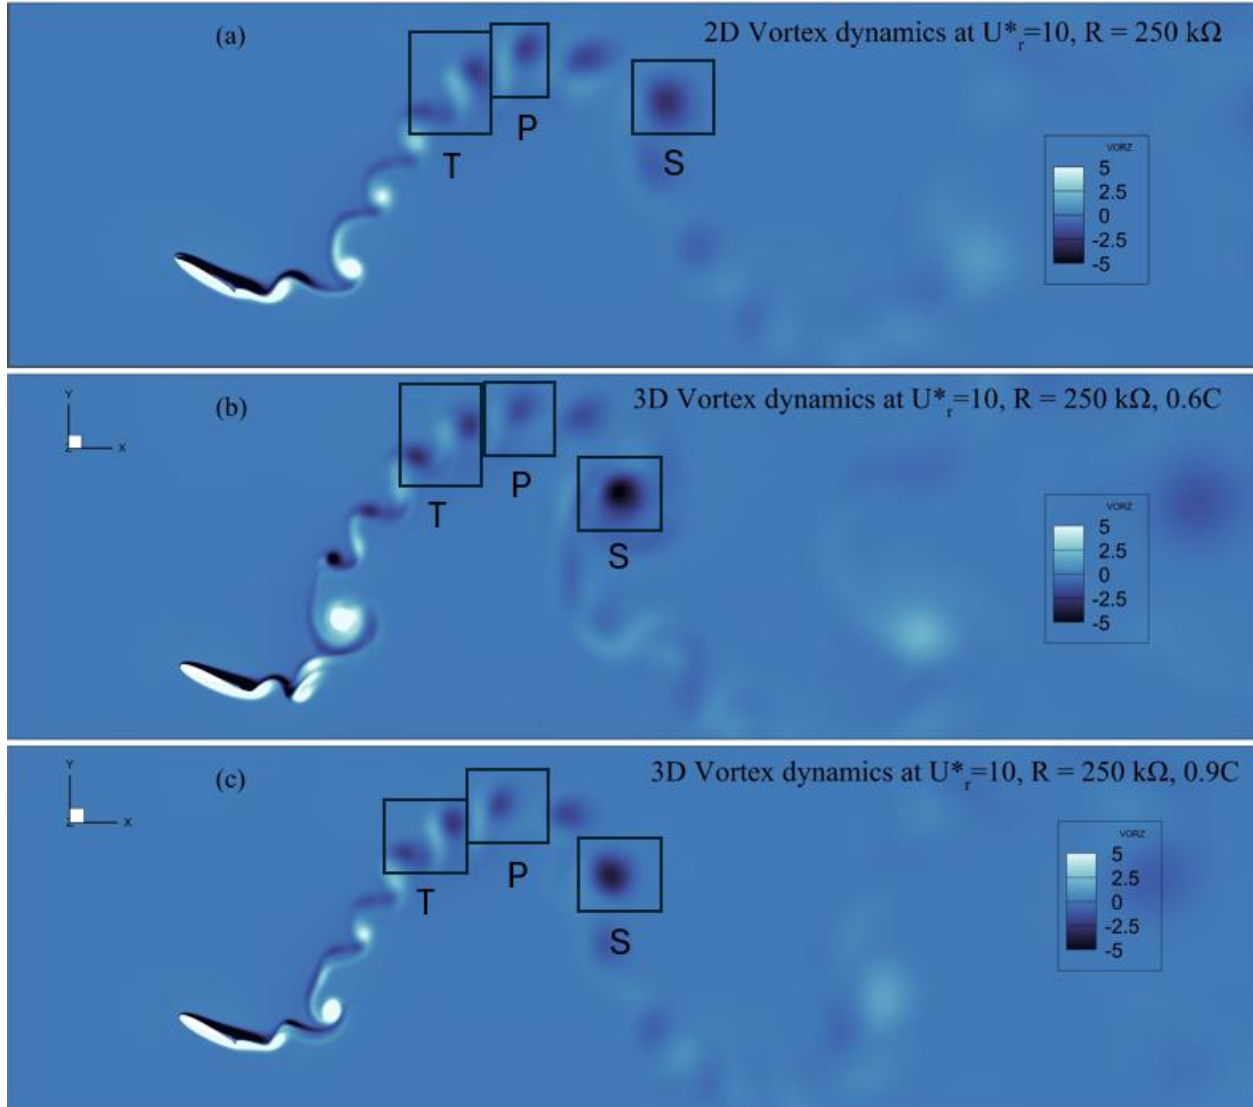 (a)
2D Vortex dynamics at U*r=10, R = 250 kΩ
T
P
S
VORZ
5
2.5
0
-2.5
-5
Y
Z
X
(b)
3D Vortex dynamics at U*r=10, R = 250 kΩ, 0.6C
T
P
S
VORZ
5
2.5
0
-2.5
-5
Y
Z
X
(c)
3D Vortex dynamics at U*r=10, R = 250 kΩ, 0.9C
T
P
S
VORZ
5
2.5
0
-2.5
-5